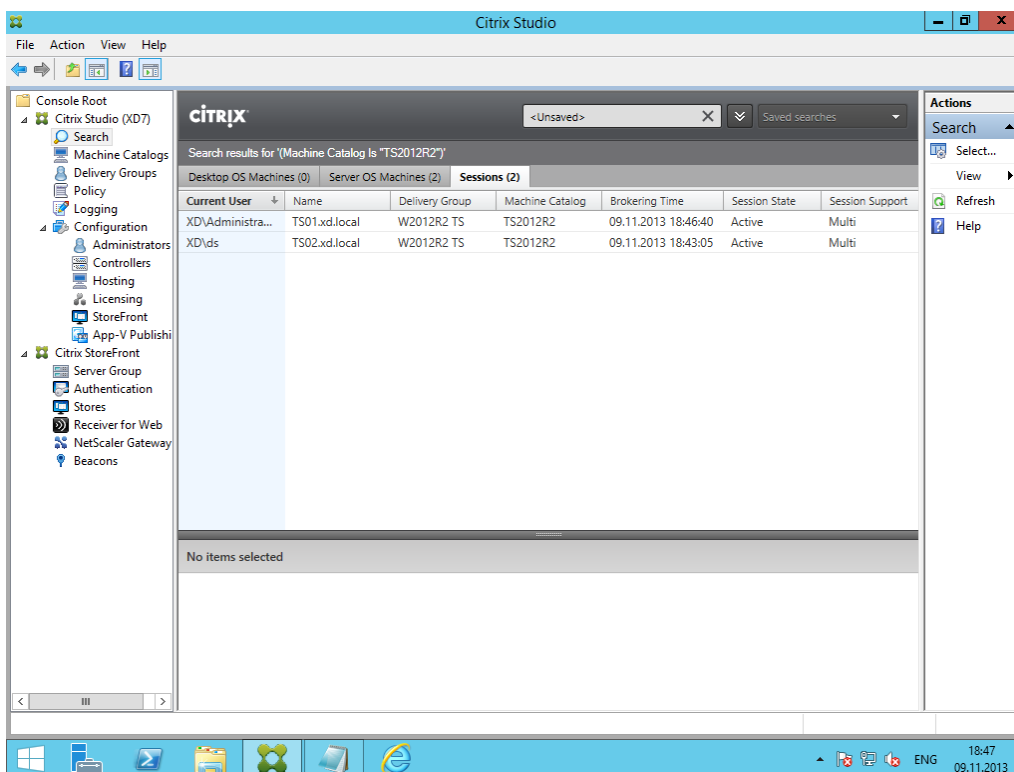 Citrix Studio
File Action View Help
Console Root
Citrix Studio (XD7)
Search
Machine Catalogs
Delivery Groups
Policy
Logging
Configuration
Administrators
Controllers
Hosting
Licensing
StoreFront
App-V Publishi
Citrix StoreFront
Server Group
Authentication
Stores
Receiver for Web
NetScaler Gateway
Beacons
CİTRIX
<Unsaved> Saved searches
Search results for '(Machine Catalog Is "TS2012R2")'
Desktop OS Machines (0) Server OS Machines (2) Sessions (2)
Current User Name Delivery Group Machine Catalog Brokering Time Session State Session Support
XD\Administra... TS01.xd.local W2012R2 TS TS2012R2 09.11.2013 18:46:40 Active Multi
XD\ds TS02.xd.local W2012R2 TS TS2012R2 09.11.2013 18:43:05 Active Multi
No items selected
Actions
Search
Select...
View
Refresh
Help
ENG 18:47
09.11.2013